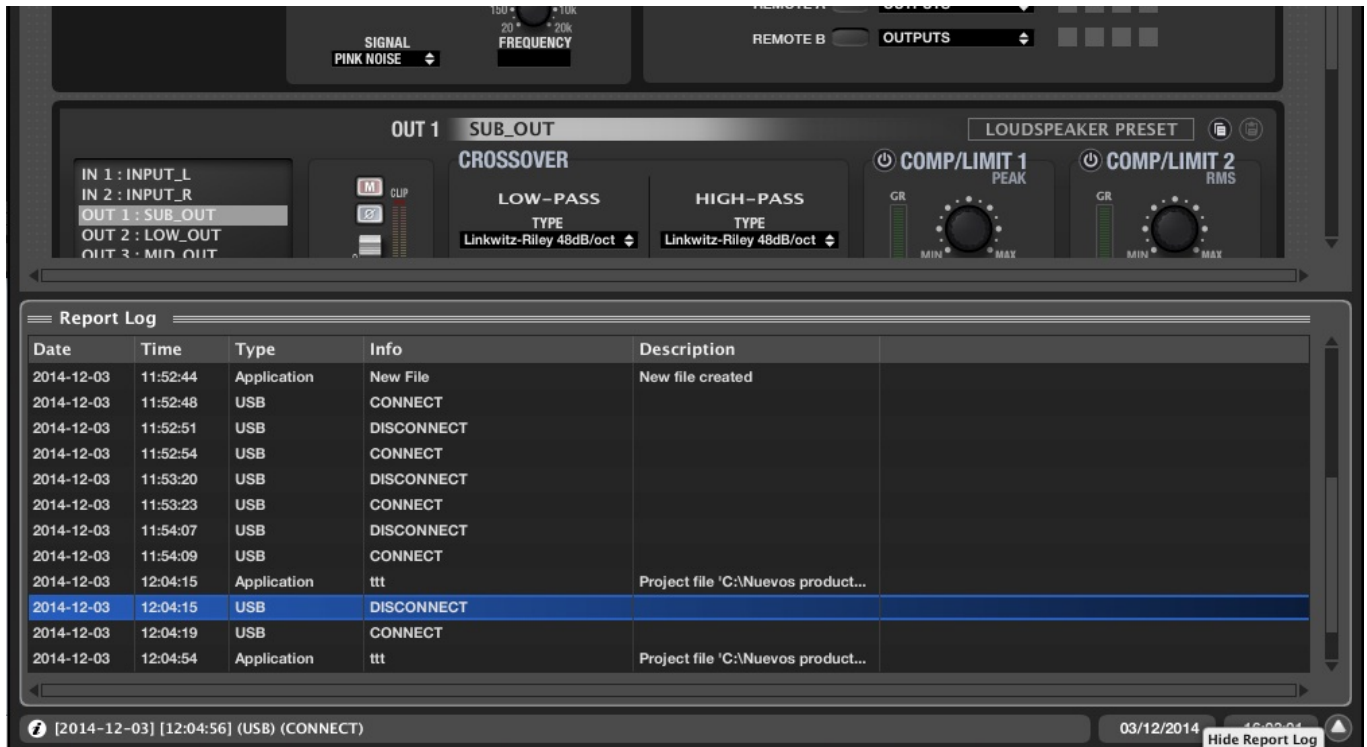 150 10k
20 20k
SIGNAL FREQUENCY
PINK NOISE
REMOTE A OUTPUTS
REMOTE B OUTPUTS
OUT 1 SUB_OUT LOUDSPEAKER PRESET
IN 1 : INPUT_L
IN 2 : INPUT_R
OUT 1 : SUB_OUT
OUT 2 : LOW_OUT
OUT 3 : MID_OUT
M CLIP
Ø
0
CROSSOVER
LOW-PASS
TYPE
Linkwitz-Riley 48dB/oct
HIGH-PASS
TYPE
Linkwitz-Riley 48dB/oct
COMP/LIMIT 1
PEAK
GR
MIN MAX
COMP/LIMIT 2
RMS
GR
MIN MAX
Report Log
Date Time Type Info Description
2014-12-03 11:52:44 Application New File New file created
2014-12-03 11:52:48 USB CONNECT
2014-12-03 11:52:51 USB DISCONNECT
2014-12-03 11:52:54 USB CONNECT
2014-12-03 11:53:20 USB DISCONNECT
2014-12-03 11:53:23 USB CONNECT
2014-12-03 11:54:07 USB DISCONNECT
2014-12-03 11:54:09 USB CONNECT
2014-12-03 12:04:15 Application ttt Project file 'C:\Nuevos product...
2014-12-03 12:04:15 USB DISCONNECT
2014-12-03 12:04:19 USB CONNECT
2014-12-03 12:04:54 Application ttt Project file 'C:\Nuevos product...
[2014-12-03] [12:04:56] (USB) (CONNECT) 03/12/2014
Hide Report Log